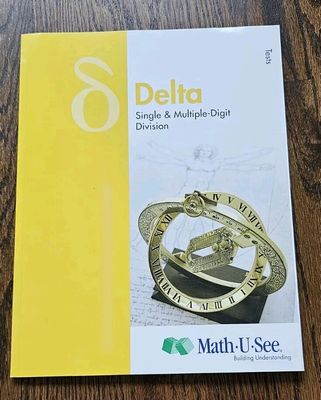 δ
Delta
Single & Multiple-Digit
Division
Tests
Math·U·See
Building Understanding